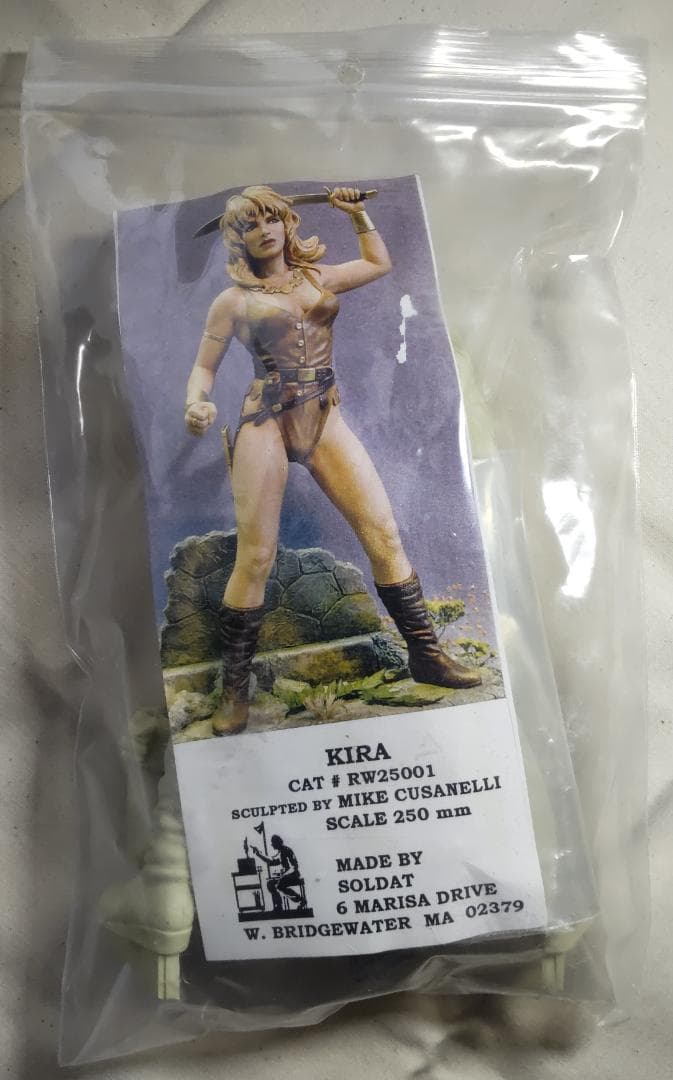 KIRA
CAT # RW25001
SCULPTED BY MIKE CUSANELLI
SCALE 250 mm
MADE BY
SOLDAT
6 MARISA DRIVE
W. BRIDGEWATER MA 02379